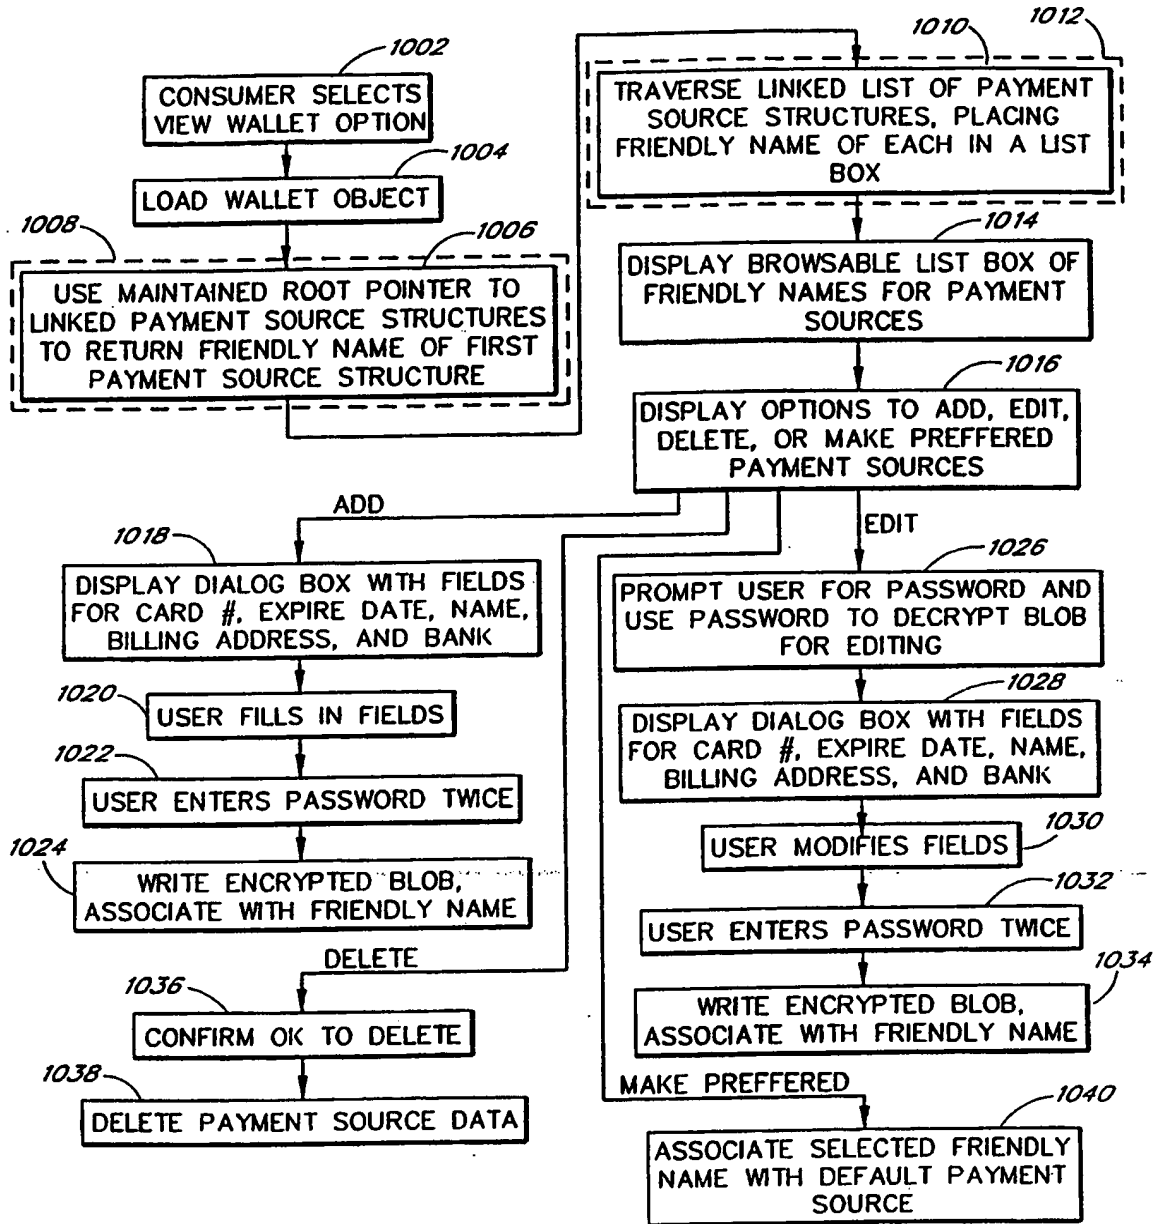 1002
CONSUMER SELECTS
VIEW WALLET OPTION
1004
LOAD WALLET OBJECT
1008
1006
USE MAINTAINED ROOT POINTER TO
LINKED PAYMENT SOURCE STRUCTURES
TO RETURN FRIENDLY NAME OF FIRST
PAYMENT SOURCE STRUCTURE
1010
1012
TRAVERSE LINKED LIST OF PAYMENT
SOURCE STRUCTURES, PLACING
FRIENDLY NAME OF EACH IN A LIST
BOX
1014
DISPLAY BROWSABLE LIST BOX OF
FRIENDLY NAMES FOR PAYMENT
SOURCES
1016
DISPLAY OPTIONS TO ADD, EDIT,
DELETE, OR MAKE PREFFERED
PAYMENT SOURCES
ADD
1018
DISPLAY DIALOG BOX WITH FIELDS
FOR CARD #, EXPIRE DATE, NAME,
BILLING ADDRESS, AND BANK
1020
USER FILLS IN FIELDS
1022
USER ENTERS PASSWORD TWICE
1024
WRITE ENCRYPTED BLOB,
ASSOCIATE WITH FRIENDLY NAME
EDIT
1026
PROMPT USER FOR PASSWORD AND
USE PASSWORD TO DECRYPT BLOB
FOR EDITING
1028
DISPLAY DIALOG BOX WITH FIELDS
FOR CARD #, EXPIRE DATE, NAME,
BILLING ADDRESS, AND BANK
1030
USER MODIFIES FIELDS
1032
USER ENTERS PASSWORD TWICE
1034
WRITE ENCRYPTED BLOB,
ASSOCIATE WITH FRIENDLY NAME
DELETE
1036
CONFIRM OK TO DELETE
1038
DELETE PAYMENT SOURCE DATA
MAKE PREFFERED
1040
ASSOCIATE SELECTED FRIENDLY
NAME WITH DEFAULT PAYMENT
SOURCE